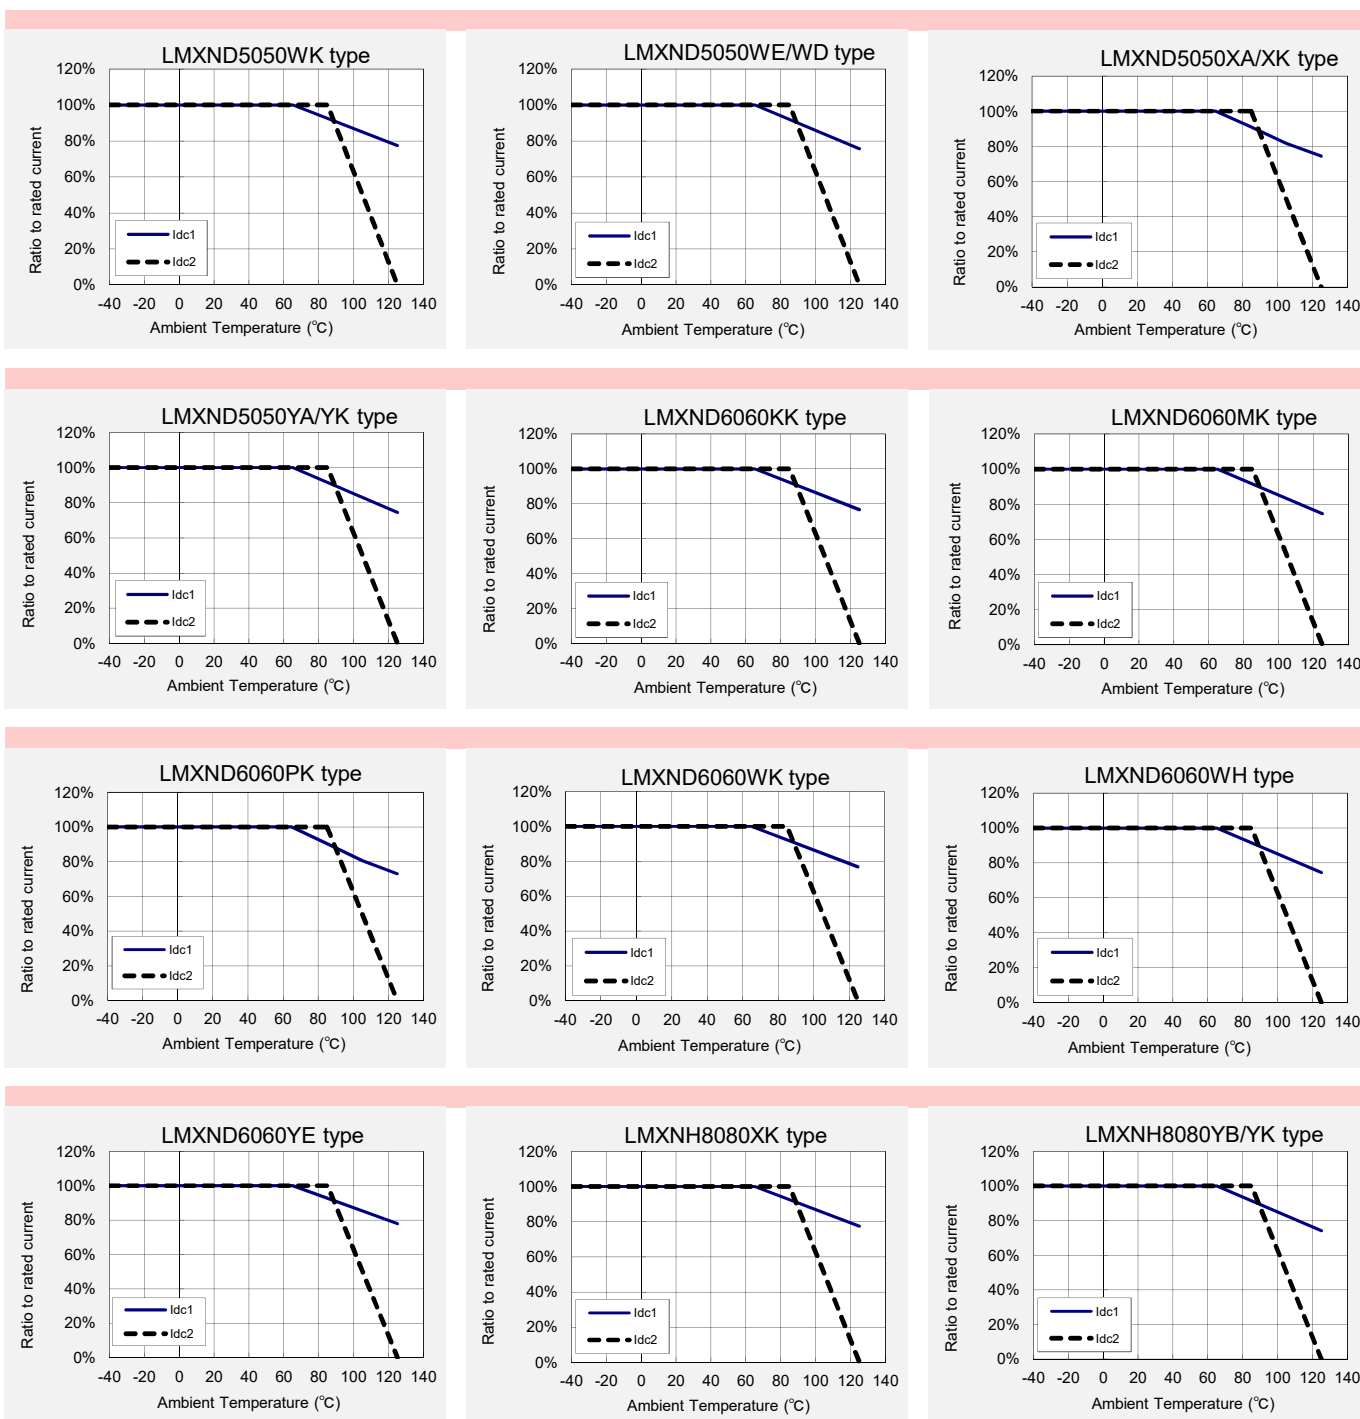 LMXND5050WK type
120%
100%
80%
60%
40%
20%
0%
Ratio to rated current
Idc1
Idc2
-40 -20 0 20 40 60 80 100 120 140
Ambient Temperature (℃)
LMXND5050WE/WD type
120%
100%
80%
60%
40%
20%
0%
Ratio to rated current
Idc1
Idc2
-40 -20 0 20 40 60 80 100 120 140
Ambient Temperature (℃)
LMXND5050XA/XK type
120%
100%
80%
60%
40%
20%
0%
Ratio to rated current
Idc1
Idc2
-40 -20 0 20 40 60 80 100 120 140
Ambient Temperature (℃)
LMXND5050YA/YK type
120%
100%
80%
60%
40%
20%
0%
Ratio to rated current
Idc1
Idc2
-40 -20 0 20 40 60 80 100 120 140
Ambient Temperature (℃)
LMXND6060KK type
120%
100%
80%
60%
40%
20%
0%
Ratio to rated current
Idc1
Idc2
-40 -20 0 20 40 60 80 100 120 140
Ambient Temperature (℃)
LMXND6060MK type
120%
100%
80%
60%
40%
20%
0%
Ratio to rated current
Idc1
Idc2
-40 -20 0 20 40 60 80 100 120 140
Ambient Temperature (℃)
LMXND6060PK type
120%
100%
80%
60%
40%
20%
0%
Ratio to rated current
Idc1
Idc2
-40 -20 0 20 40 60 80 100 120 140
Ambient Temperature (℃)
LMXND6060WK type
120%
100%
80%
60%
40%
20%
0%
Ratio to rated current
Idc1
Idc2
-40 -20 0 20 40 60 80 100 120 140
Ambient Temperature (℃)
LMXND6060WH type
120%
100%
80%
60%
40%
20%
0%
Ratio to rated current
Idc1
Idc2
-40 -20 0 20 40 60 80 100 120 140
Ambient Temperature (℃)
LMXND6060YE type
120%
100%
80%
60%
40%
20%
0%
Ratio to rated current
Idc1
Idc2
-40 -20 0 20 40 60 80 100 120 140
Ambient Temperature (℃)
LMXNH8080XK type
120%
100%
80%
60%
40%
20%
0%
Ratio to rated current
Idc1
Idc2
-40 -20 0 20 40 60 80 100 120 140
Ambient Temperature (℃)
LMXNH8080YB/YK type
120%
100%
80%
60%
40%
20%
0%
Ratio to rated current
Idc1
Idc2
-40 -20 0 20 40 60 80 100 120 140
Ambient Temperature (℃)